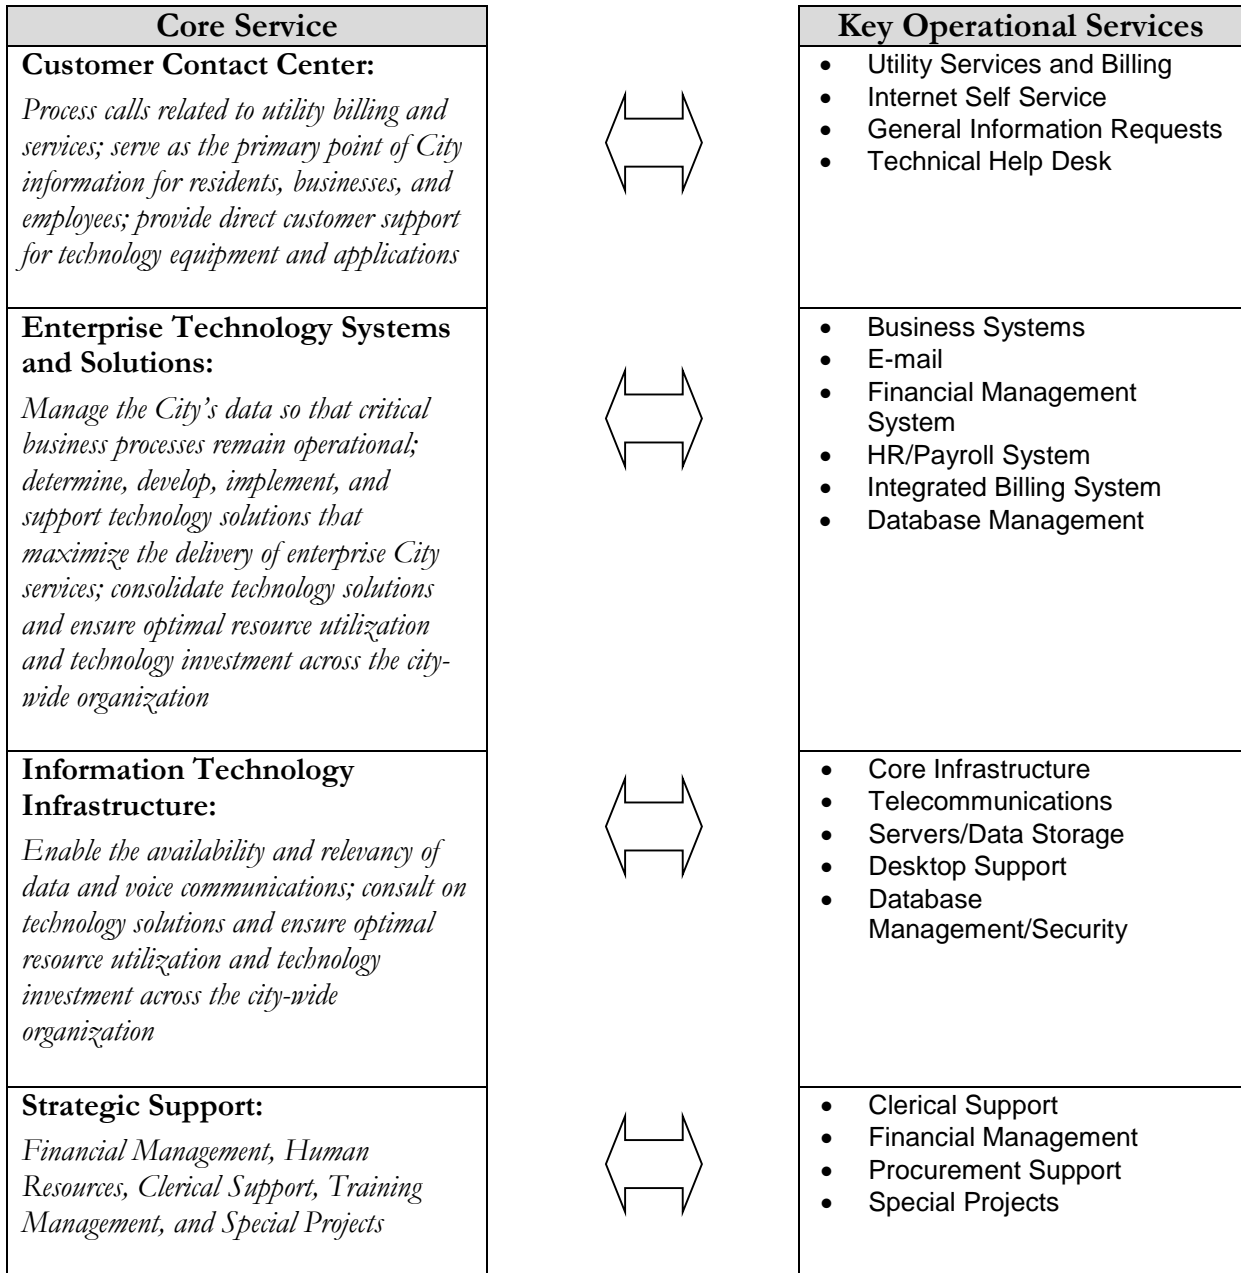 Core Service
Key Operational Services
Customer Contact Center:
Process calls related to utility billing and
services; serve as the primary point of City
information for residents, businesses, and
employees; provide direct customer support
for technology equipment and applications
• Utility Services and Billing
• Internet Self Service
• General Information Requests
• Technical Help Desk
Enterprise Technology Systems
and Solutions:
Manage the City’s data so that critical
business processes remain operational;
determine, develop, implement, and
support technology solutions that
maximize the delivery of enterprise City
services; consolidate technology solutions
and ensure optimal resource utilization
and technology investment across the city-
wide organization
• Business Systems
• E-mail
• Financial Management
System
• HR/Payroll System
• Integrated Billing System
• Database Management
Information Technology
Infrastructure:
Enable the availability and relevancy of
data and voice communications; consult on
technology solutions and ensure optimal
resource utilization and technology
investment across the city-wide
organization
• Core Infrastructure
• Telecommunications
• Servers/Data Storage
• Desktop Support
• Database
Management/Security
Strategic Support:
Financial Management, Human
Resources, Clerical Support, Training
Management, and Special Projects
• Clerical Support
• Financial Management
• Procurement Support
• Special Projects